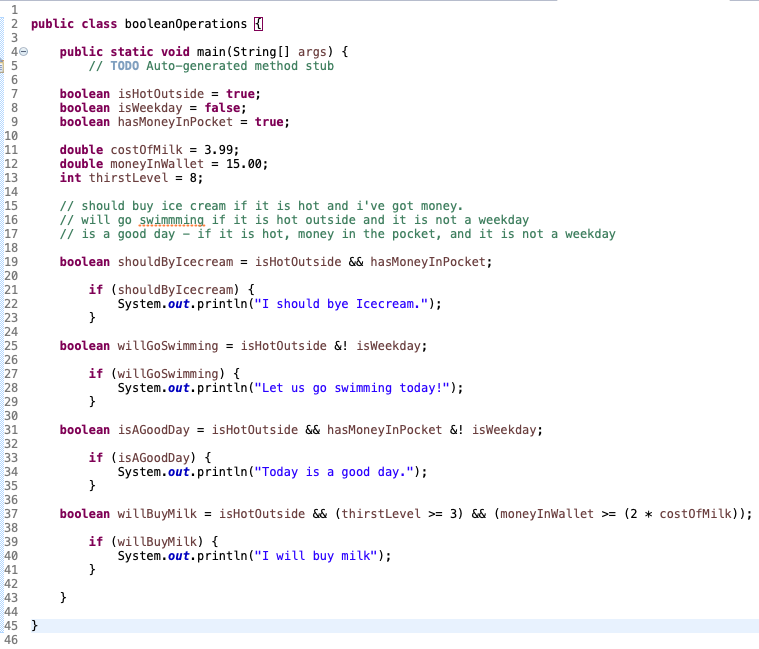 1
2 public class booleanOperations {
3
4 public static void main(String[] args) {
5 // TODO Auto-generated method stub
6
7 boolean isHotOutside = true;
8 boolean isWeekday = false;
9 boolean hasMoneyInPocket = true;
10
11 double costOfMilk = 3.99;
12 double moneyInWallet = 15.00;
13 int thirstLevel = 8;
14
15 // should buy ice cream if it is hot and i've got money.
16 // will go swimmming if it is hot outside and it is not a weekday
17 // is a good day - if it is hot, money in the pocket, and it is not a weekday
18
19 boolean shouldByIcecream = isHotOutside && hasMoneyInPocket;
20
21 if (shouldByIcecream) {
22 System.out.println("I should bye Icecream.");
23 }
24
25 boolean willGoSwimming = isHotOutside &! isWeekday;
26
27 if (willGoSwimming) {
28 System.out.println("Let us go swimming today!");
29 }
30
31 boolean isAGoodDay = isHotOutside && hasMoneyInPocket &! isWeekday;
32
33 if (isAGoodDay) {
34 System.out.println("Today is a good day.");
35 }
36
37 boolean willBuyMilk = isHotOutside && (thirstLevel >= 3) && (moneyInWallet >= (2 * costOfMilk));
38
39 if (willBuyMilk) {
40 System.out.println("I will buy milk");
41 }
42
43 }
44
45 }
46